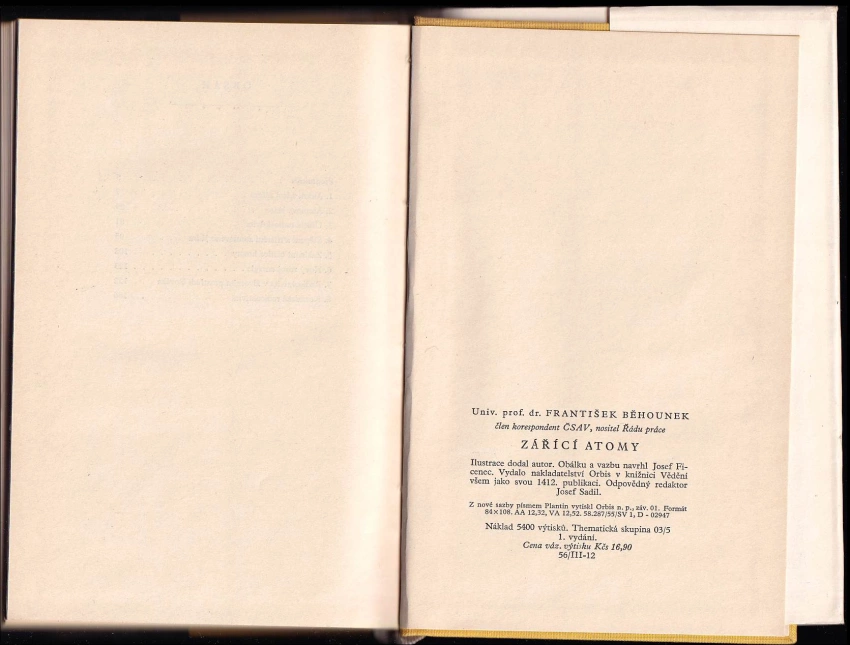 Univ. prof. dr. FRANTIŠEK BĚHOUNEK
člen korespondent ČSAV, nositel Řádu práce
ZÁŘÍCÍ ATOMY
Ilustrace dodal autor. Obálku a vazbu navrhl Josef Fi-
cenec. Vydalo nakladatelství Orbis v knižnici Vědění
všem jako svou 1412. publikaci. Odpovědný redaktor
Josef Sadil.
Z nové sazby písmem Plantin vytiskl Orbis n. p., záv. 01. Formát
84×108. AA 12,32, VA 12,52. 58.287/55/SV 1, D - 02947
Náklad 5400 výtisků. Thematická skupina 03/5
1. vydání.
Cena váz. výtisku Kčs 16,90
56/III-12